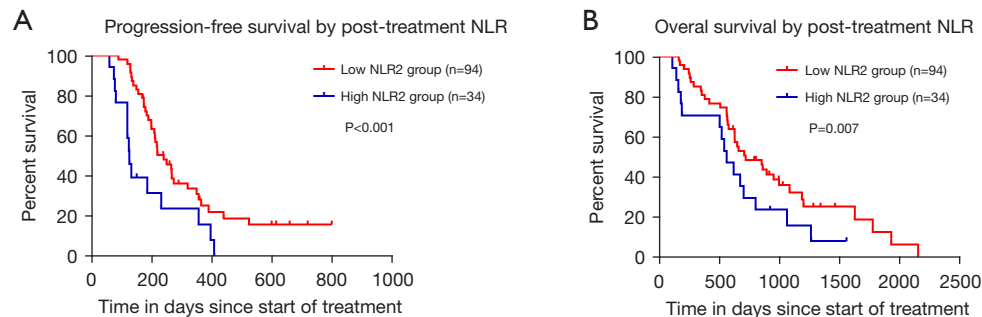 A
Progression-free survival by post-treatment NLR
100
80
60
40
20
0
Percent survival
Low NLR2 group (n=94)
High NLR2 group (n=34)
P<0.001
0 200 400 600 800 1000
Time in days since start of treatment
B
Overal survival by post-treatment NLR
100
80
60
40
20
0
Percent survival
Low NLR2 group (n=94)
High NLR2 group (n=34)
P=0.007
0 500 1000 1500 2000 2500
Time in days since start of treatment